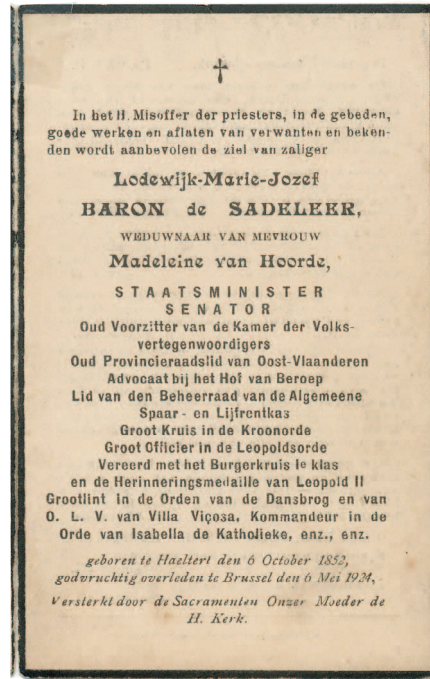 In het H. Misoffer der priesters, in de gebeden,
goede werken en aflaten van verwanten en beken-
den wordt aanbevolen de ziel van zaliger
Lodewijk-Marie-Jozef
BARON de SADELEER,
WEDUWNAAR VAN MEVROUW
Madeleine van Hoorde,
STAATSMINISTER
SENATOR
Oud Voorzitter van de Kamer der Volks-
vertegenwoordigers
Oud Provincieraadslid van Oost-Vlaanderen
Advocaat bij het Hof van Beroep
Lid van den Beheerraad van de Algemeene
Spaar- en Lijfrentkas
Groot Kruis in de Kroonorde
Groot Officier in de Leopoldsorde
Vereerd met het Burgerkruis 1e klas
en de Herinneringsmedaille van Leopold II
Grootlint in de Orden van de Dansbrog en van
O. L. V. van Villa Viçosa, Kommandeur in de
Orde van Isabella de Katholieke, enz., enz.
geboren te Haeltert den 6 October 1852,
godvruchtig overleden te Brussel den 6 Mei 1924,
Versterkt door de Sacramenten Onzer Moeder de
H. Kerk.